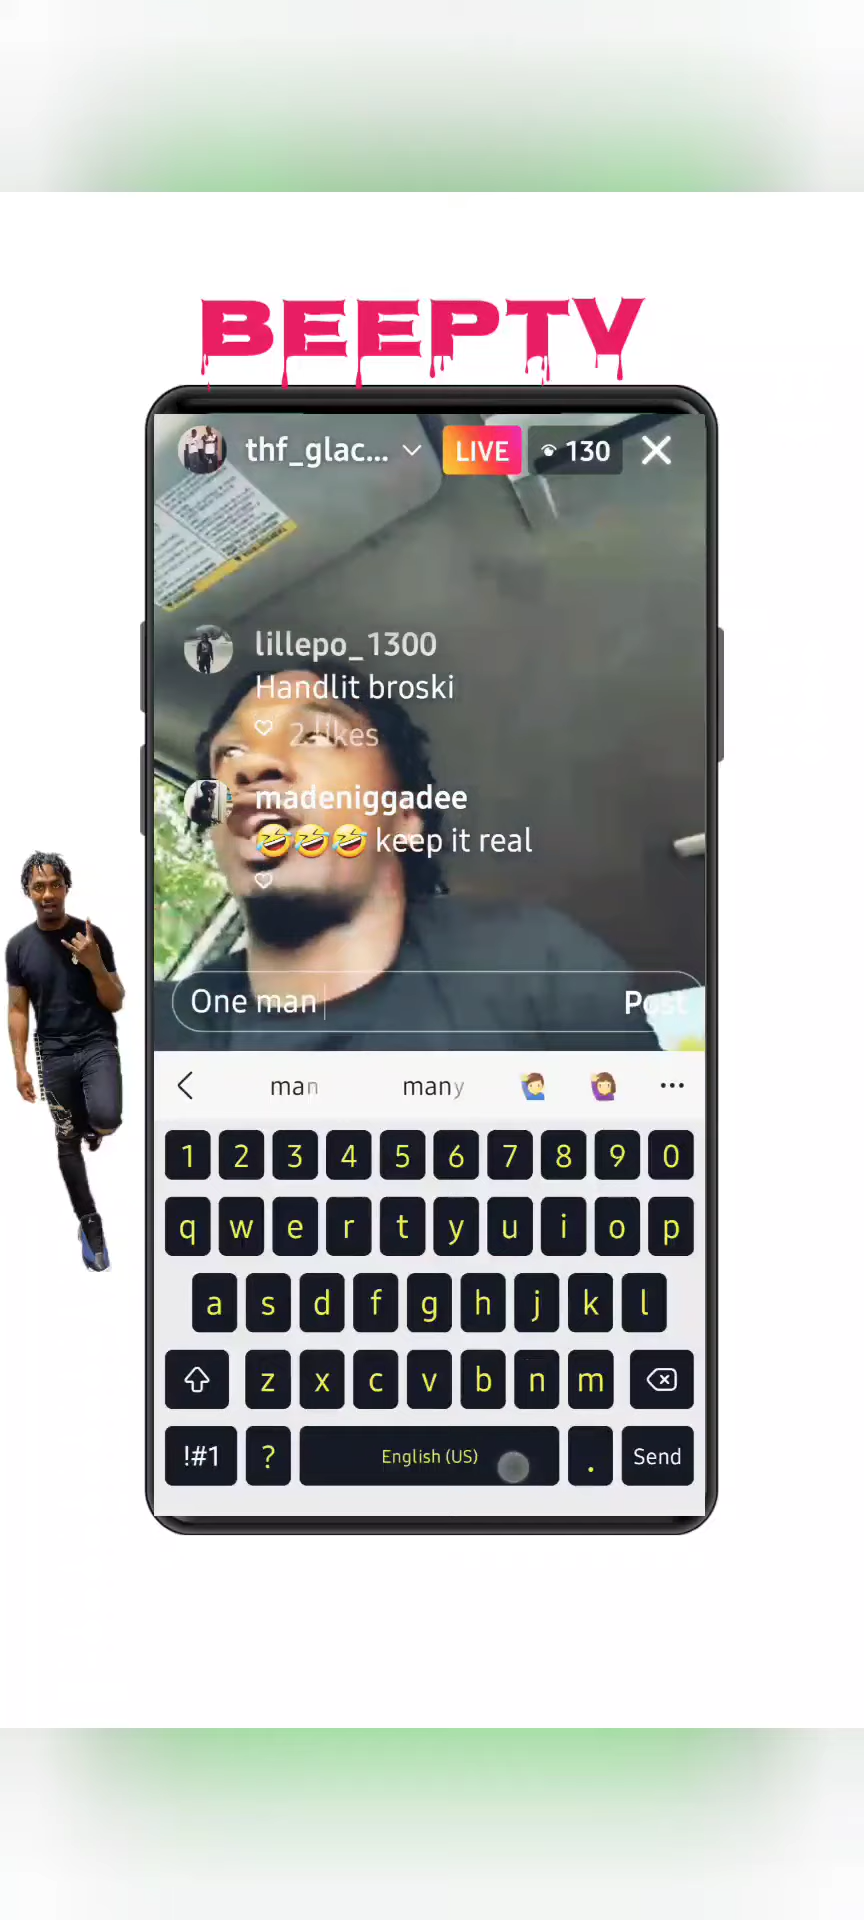 BEEPTV
thf_glac... LIVE 130
lillepo_1300
Handlit broski
2 likes
madeniggadee
🤣🤣🤣 keep it real
One man Post
man many 🙋‍♂️ 🙋‍♀️ ...
1 2 3 4 5 6 7 8 9 0
q w e r t y u i o p
a s d f g h j k l
z x c v b n m
!#1 ? English (US) . Send